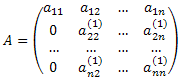 A = ( a₁₁ a₁₂ … a₁ₙ
0 a₂₂⁽¹⁾ … a₂ₙ⁽¹⁾
… … … …
0 aₙ₂⁽¹⁾ … aₙₙ⁽¹⁾ )